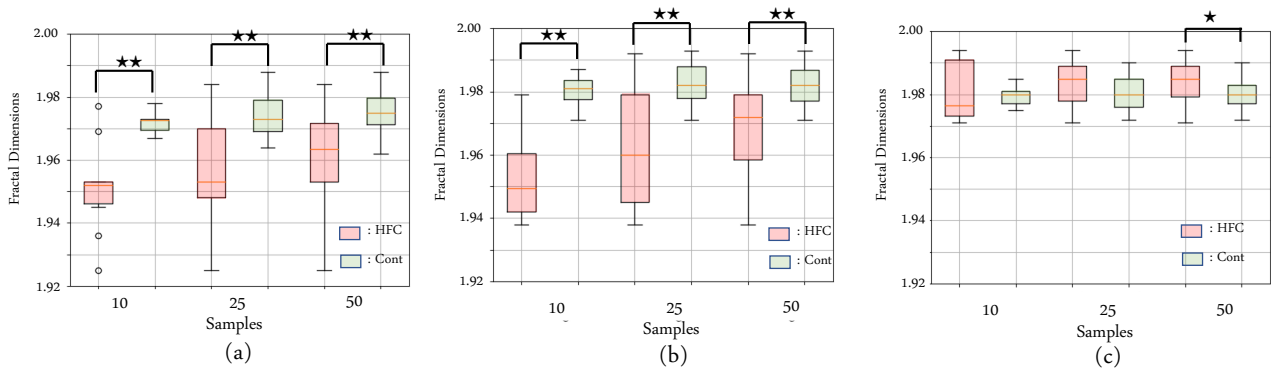 ★★
★★
★★
2.00
1.98
1.96
1.94
1.92
Fractal Dimensions
: HFC
: Cont
10
25
50
Samples
(a)
★★
★★
★★
2.00
1.98
1.96
1.94
1.92
Fractal Dimensions
: HFC
: Cont
10
25
50
Samples
(b)
★
2.00
1.98
1.96
1.94
1.92
Fractal Dimensions
: HFC
: Cont
10
25
50
Samples
(c)